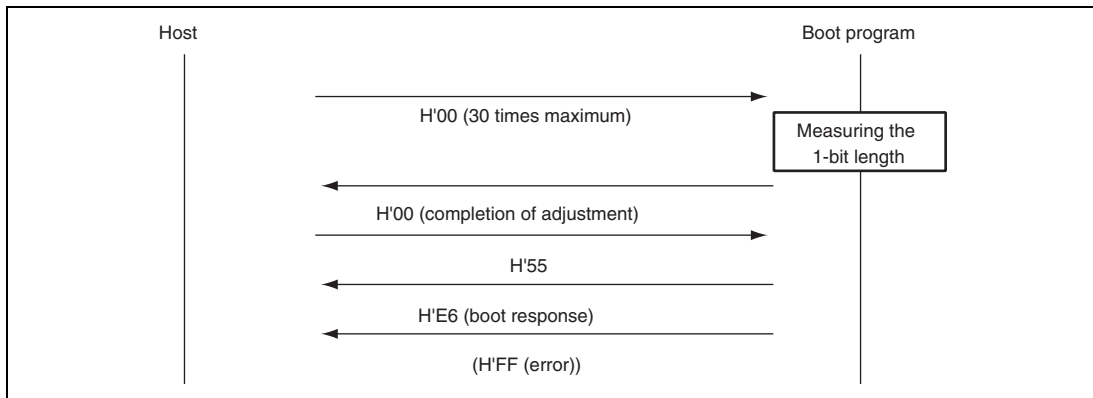 Host
Boot program
H'00 (30 times maximum)
Measuring the
1-bit length
H'00 (completion of adjustment)
H'55
H'E6 (boot response)
(H'FF (error))